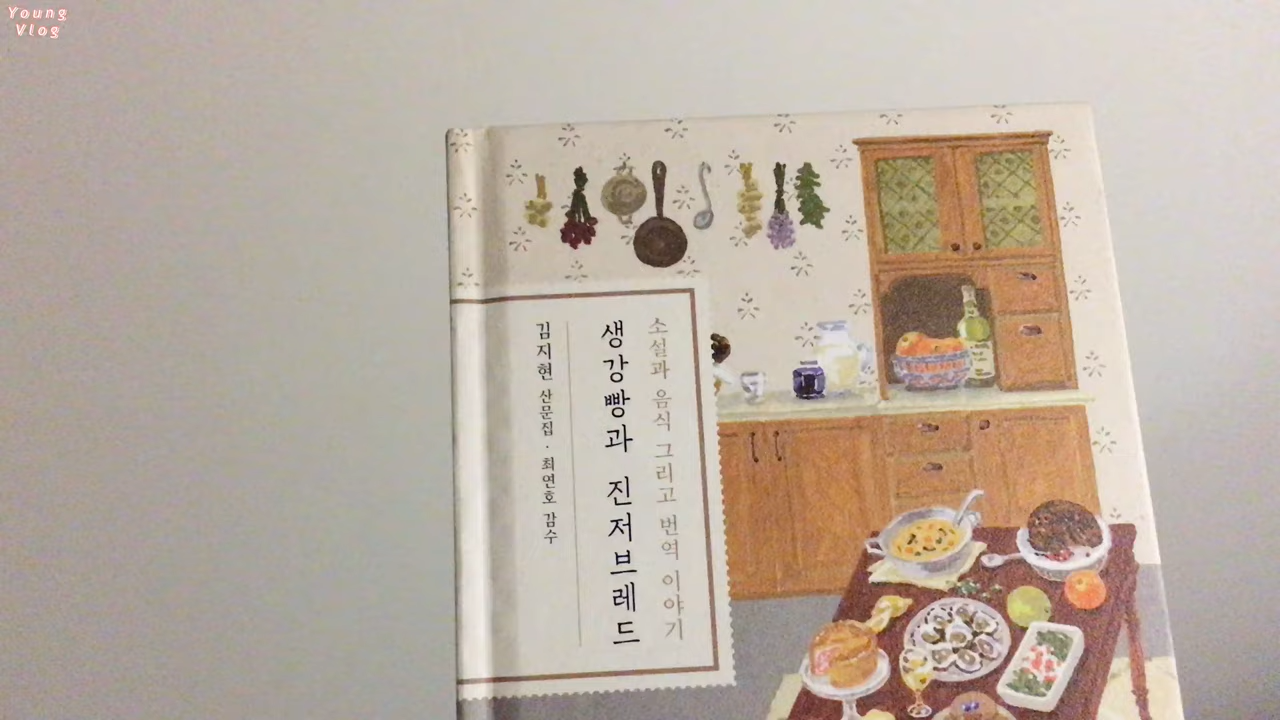 Young
Vlog
소설과 음식 그리고 번역 이야기
생강빵과 진저브레드
김지현 산문집 · 최연호 감수